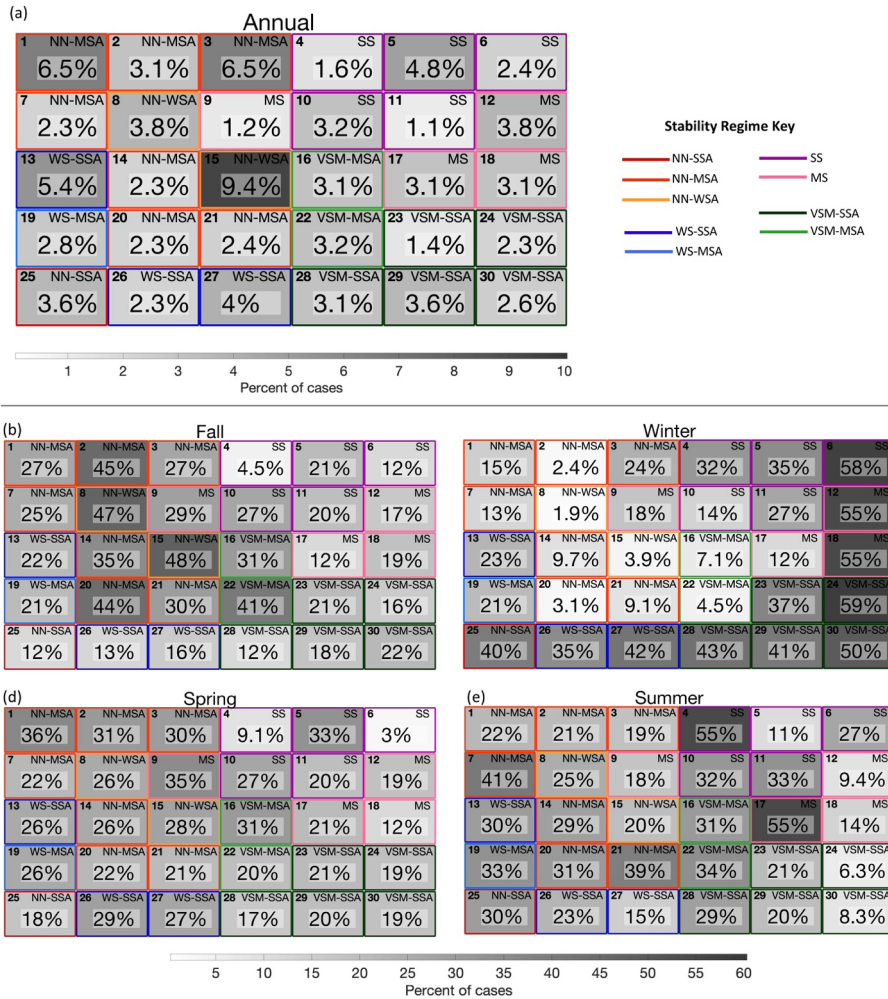 (a)
Annual
1 NN-MSA 2 NN-MSA 3 NN-MSA 4 SS 5 SS 6 SS
6.5% 3.1% 6.5% 1.6% 4.8% 2.4%
7 NN-MSA 8 NN-WSA 9 MS 10 SS 11 SS 12 MS
2.3% 3.8% 1.2% 3.2% 1.1% 3.8%
13 WS-SSA 14 NN-MSA 15 NN-WSA 16 VSM-MSA 17 MS 18 MS
5.4% 2.3% 9.4% 3.1% 3.1% 3.1%
19 WS-MSA 20 NN-MSA 21 NN-MSA 22 VSM-MSA 23 VSM-SSA 24 VSM-SSA
2.8% 2.3% 2.4% 3.2% 1.4% 2.3%
25 NN-SSA 26 WS-SSA 27 WS-SSA 28 VSM-SSA 29 VSM-SSA 30 VSM-SSA
3.6% 2.3% 4% 3.1% 3.6% 2.6%
1 2 3 4 5 6 7 8 9 10
Percent of cases
Stability Regime Key
NN-SSA SS
NN-MSA MS
NN-WSA
VSM-SSA
WS-SSA VSM-MSA
WS-MSA
(b)
Fall
1 NN-MSA 2 NN-MSA 3 NN-MSA 4 SS 5 SS 6 SS
27% 45% 27% 4.5% 21% 12%
7 NN-MSA 8 NN-WSA 9 MS 10 SS 11 SS 12 MS
25% 47% 29% 27% 20% 17%
13 WS-SSA 14 NN-MSA 15 NN-WSA 16 VSM-MSA 17 MS 18 MS
22% 35% 48% 31% 12% 19%
19 WS-MSA 20 NN-MSA 21 NN-MSA 22 VSM-MSA 23 VSM-SSA 24 VSM-SSA
21% 44% 30% 41% 21% 16%
25 NN-SSA 26 WS-SSA 27 WS-SSA 28 VSM-SSA 29 VSM-SSA 30 VSM-SSA
12% 13% 16% 12% 18% 22%
Winter
1 NN-MSA 2 NN-MSA 3 NN-MSA 4 SS 5 SS 6 SS
15% 2.4% 24% 32% 35% 58%
7 NN-MSA 8 NN-WSA 9 MS 10 SS 11 SS 12 MS
13% 1.9% 18% 14% 27% 55%
13 WS-SSA 14 NN-MSA 15 NN-WSA 16 VSM-MSA 17 MS 18 MS
23% 9.7% 3.9% 7.1% 12% 55%
19 WS-MSA 20 NN-MSA 21 NN-MSA 22 VSM-MSA 23 VSM-SSA 24 VSM-SSA
21% 3.1% 9.1% 4.5% 37% 59%
25 NN-SSA 26 WS-SSA 27 WS-SSA 28 VSM-SSA 29 VSM-SSA 30 VSM-SSA
40% 35% 42% 43% 41% 50%
(d)
Spring
1 NN-MSA 2 NN-MSA 3 NN-MSA 4 SS 5 SS 6 SS
36% 31% 30% 9.1% 33% 3%
7 NN-MSA 8 NN-WSA 9 MS 10 SS 11 SS 12 MS
22% 26% 35% 27% 20% 19%
13 WS-SSA 14 NN-MSA 15 NN-WSA 16 VSM-MSA 17 MS 18 MS
26% 26% 28% 31% 21% 12%
19 WS-MSA 20 NN-MSA 21 NN-MSA 22 VSM-MSA 23 VSM-SSA 24 VSM-SSA
26% 22% 21% 20% 21% 19%
25 NN-SSA 26 WS-SSA 27 WS-SSA 28 VSM-SSA 29 VSM-SSA 30 VSM-SSA
18% 29% 27% 17% 20% 19%
(e)
Summer
1 NN-MSA 2 NN-MSA 3 NN-MSA 4 SS 5 SS 6 SS
22% 21% 19% 55% 11% 27%
7 NN-MSA 8 NN-WSA 9 MS 10 SS 11 SS 12 MS
41% 25% 18% 32% 33% 9.4%
13 WS-SSA 14 NN-MSA 15 NN-WSA 16 VSM-MSA 17 MS 18 MS
30% 29% 20% 31% 55% 14%
19 WS-MSA 20 NN-MSA 21 NN-MSA 22 VSM-MSA 23 VSM-SSA 24 VSM-SSA
33% 31% 39% 34% 21% 6.3%
25 NN-SSA 26 WS-SSA 27 WS-SSA 28 VSM-SSA 29 VSM-SSA 30 VSM-SSA
30% 23% 15% 29% 20% 8.3%
5 10 15 20 25 30 35 40 45 50 55 60
Percent of cases